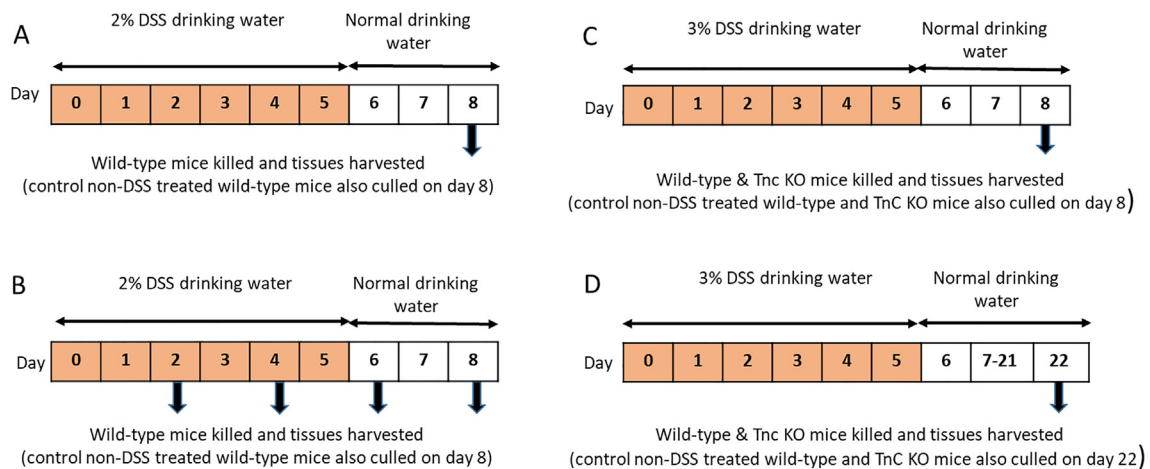 A
2% DSS drinking water
Normal drinking
water
Day
0 1 2 3 4 5 6 7 8
Wild-type mice killed and tissues harvested
(control non-DSS treated wild-type mice also culled on day 8)
B
2% DSS drinking water
Normal drinking
water
Day
0 1 2 3 4 5 6 7 8
Wild-type mice killed and tissues harvested
(control non-DSS treated wild-type mice also culled on day 8)
C
3% DSS drinking water
Normal drinking
water
Day
0 1 2 3 4 5 6 7 8
Wild-type & Tnc KO mice killed and tissues harvested
(control non-DSS treated wild-type and TnC KO mice also culled on day 8)
D
3% DSS drinking water
Normal drinking
water
Day
0 1 2 3 4 5 6 7-21 22
Wild-type & Tnc KO mice killed and tissues harvested
(control non-DSS treated wild-type and TnC KO mice also culled on day 22)